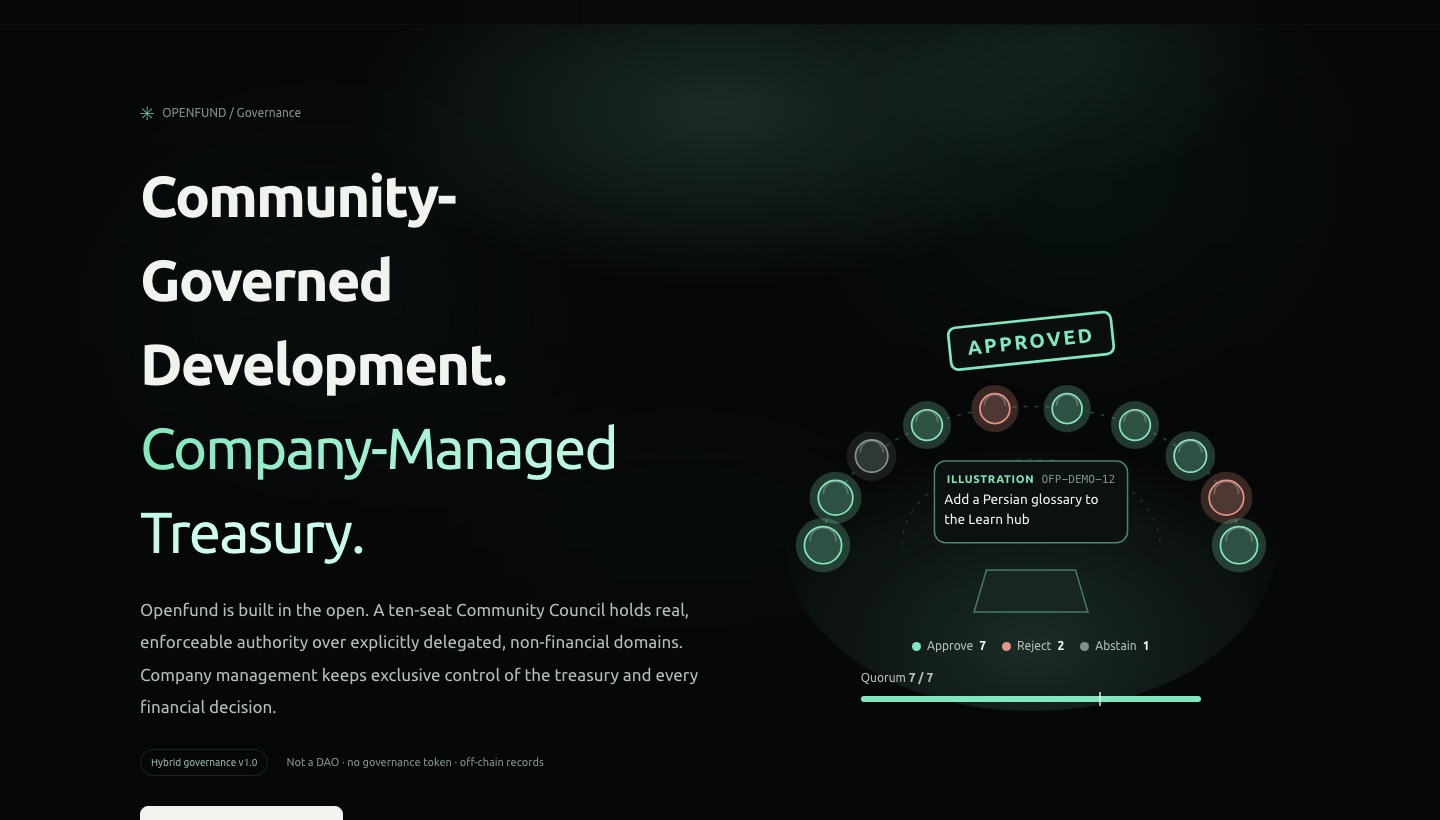 OPENFUND / Governance
Community-
Governed
Development.
Company-Managed
Treasury.
Openfund is built in the open. A ten-seat Community Council holds real,
enforceable authority over explicitly delegated, non-financial domains.
Company management keeps exclusive control of the treasury and every
financial decision.
Hybrid governance v1.0
Not a DAO · no governance token · off-chain records
APPROVED
ILLUSTRATION OFP-DEMO-12
Add a Persian glossary to
the Learn hub
Approve 7 Reject 2 Abstain 1
Quorum 7 / 7